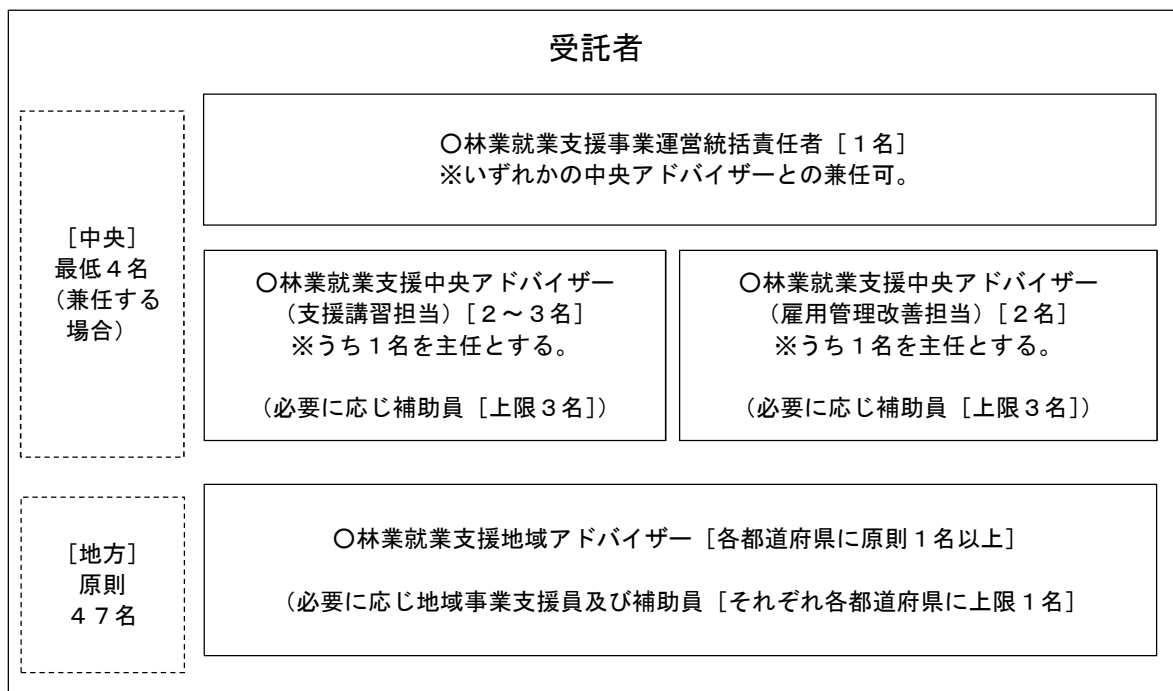 受託者
〇林業就業支援事業運営統括責任者［１名］
※いずれかの中央アドバイザーとの兼任可。
［中央］
最低４名
（兼任する
場合）
〇林業就業支援中央アドバイザー
（支援講習担当）［２～３名］
※うち１名を主任とする。
（必要に応じ補助員［上限３名］）
〇林業就業支援中央アドバイザー
（雇用管理改善担当）［２名］
※うち１名を主任とする。
（必要に応じ補助員［上限３名］）
［地方］
原則
４７名
〇林業就業支援地域アドバイザー［各都道府県に原則１名以上］
（必要に応じ地域事業支援員及び補助員［それぞれ各都道府県に上限１名］